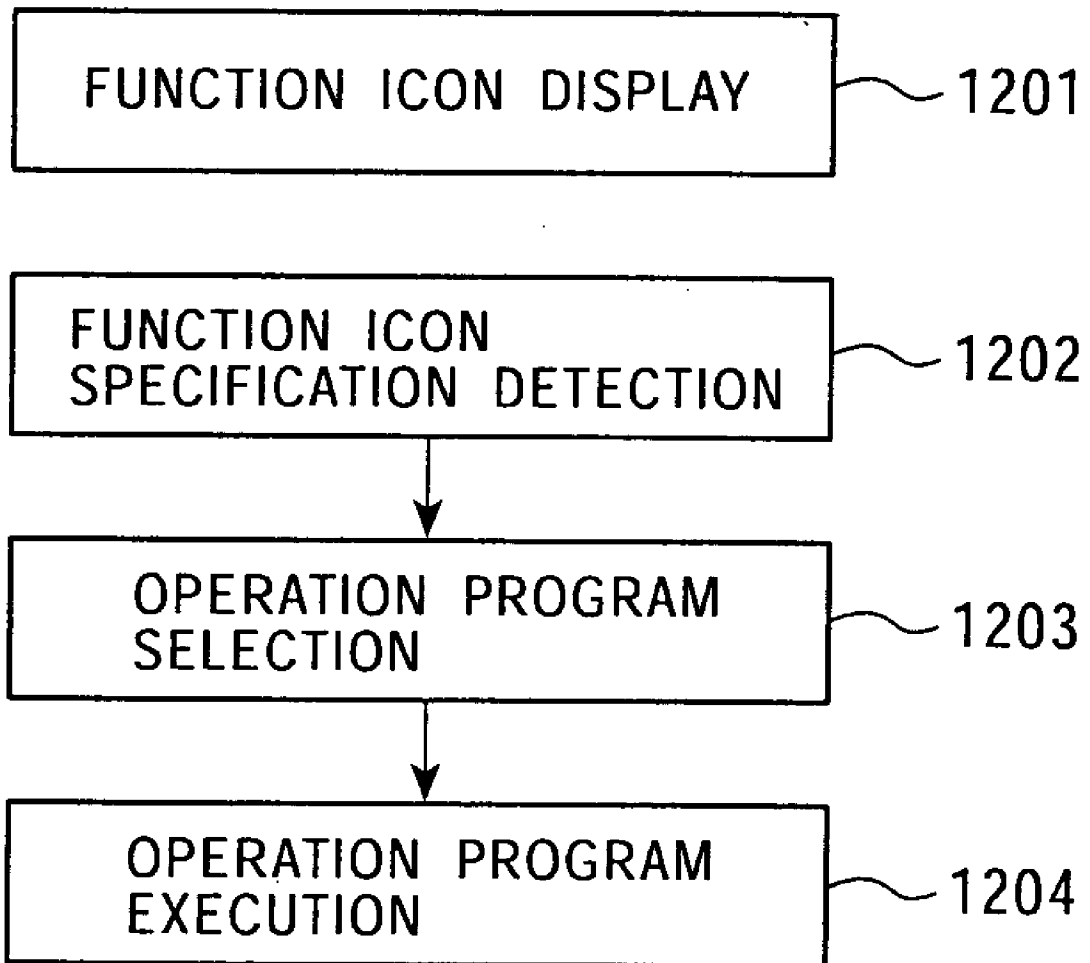 FUNCTION ICON DISPLAY
1201
FUNCTION ICON
SPECIFICATION DETECTION
1202
OPERATION PROGRAM
SELECTION
1203
OPERATION PROGRAM
EXECUTION
1204